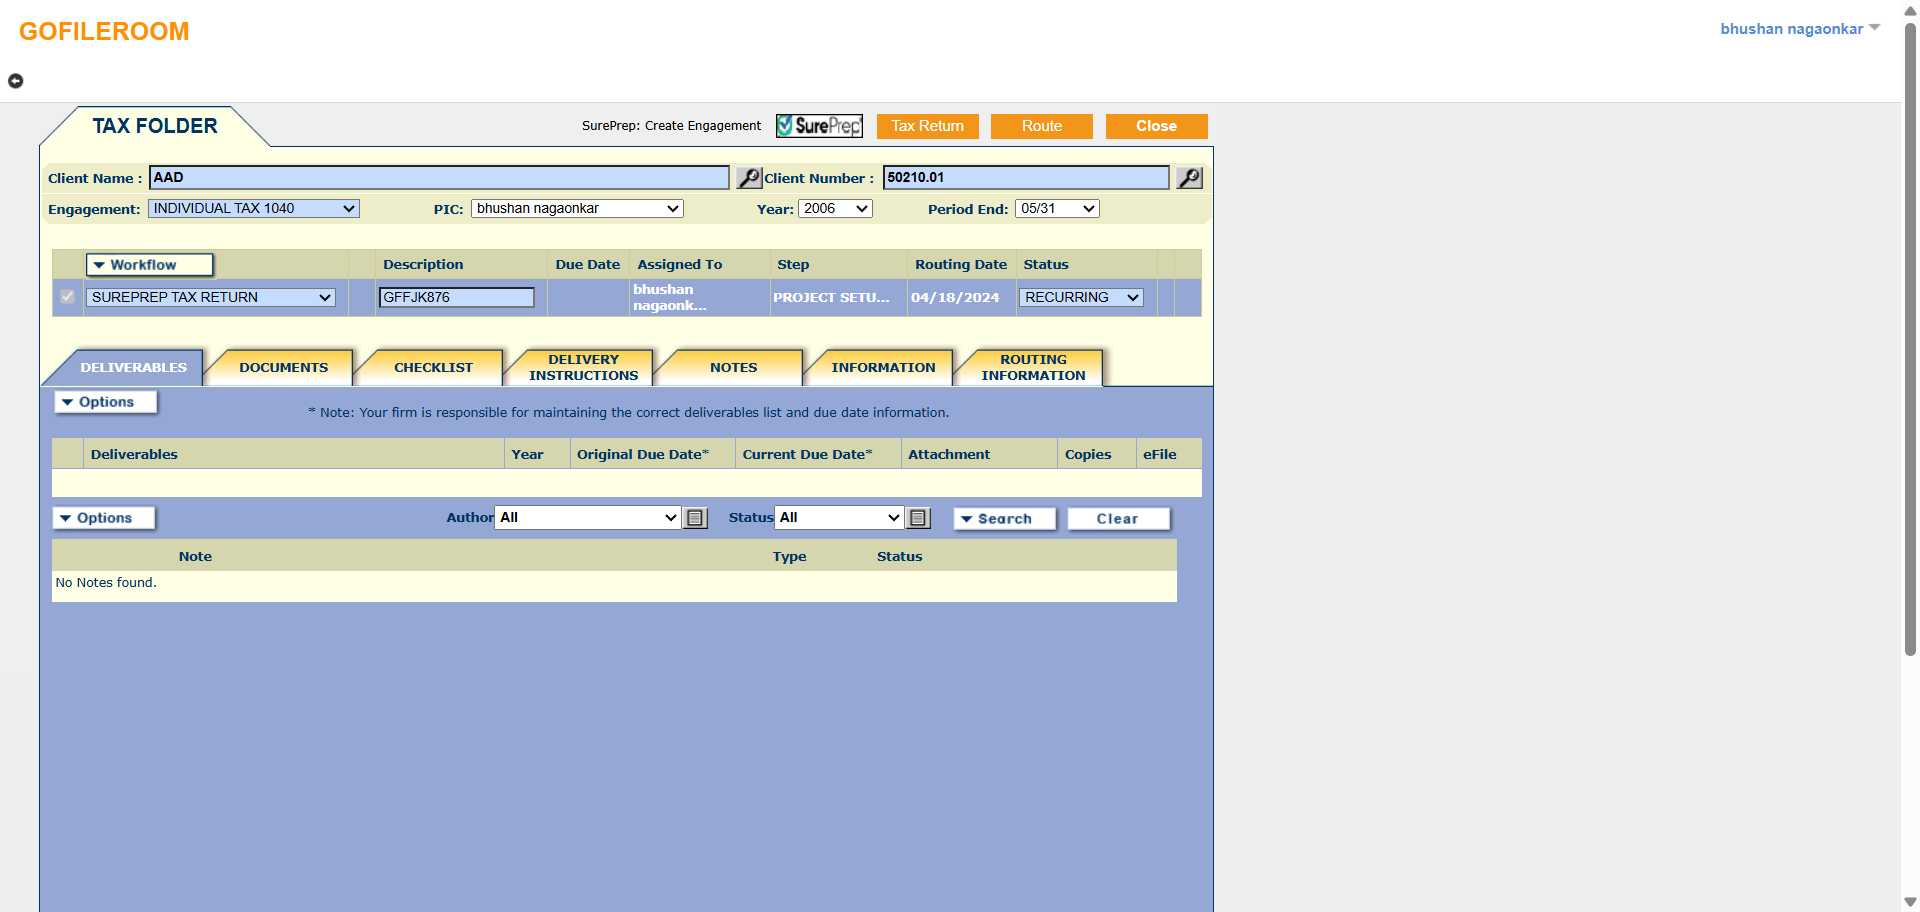 GOFILEROOM
bhushan nagaonkar
TAX FOLDER
SurePrep: Create Engagement
SurePrep
Tax Return
Route
Close
Client Name :
AAD
Client Number :
50210.01
Engagement:
INDIVIDUAL TAX 1040
PIC:
bhushan nagaonkar
Year:
2006
Period End:
05/31
Workflow
Description
Due Date
Assigned To
Step
Routing Date
Status
SUREPREP TAX RETURN
GFFJK876
bhushan
nagaonk...
PROJECT SETU...
04/18/2024
RECURRING
DELIVERABLES
DOCUMENTS
CHECKLIST
DELIVERY
INSTRUCTIONS
NOTES
INFORMATION
ROUTING
INFORMATION
Options
* Note: Your firm is responsible for maintaining the correct deliverables list and due date information.
Deliverables
Year
Original Due Date*
Current Due Date*
Attachment
Copies
eFile
Options
Author
All
Status
All
Search
Clear
Note
Type
Status
No Notes found.